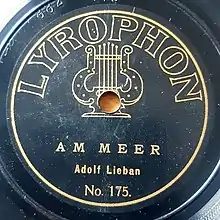 LYROPHON
AM MEER
Adolf Lieban
No. 175.